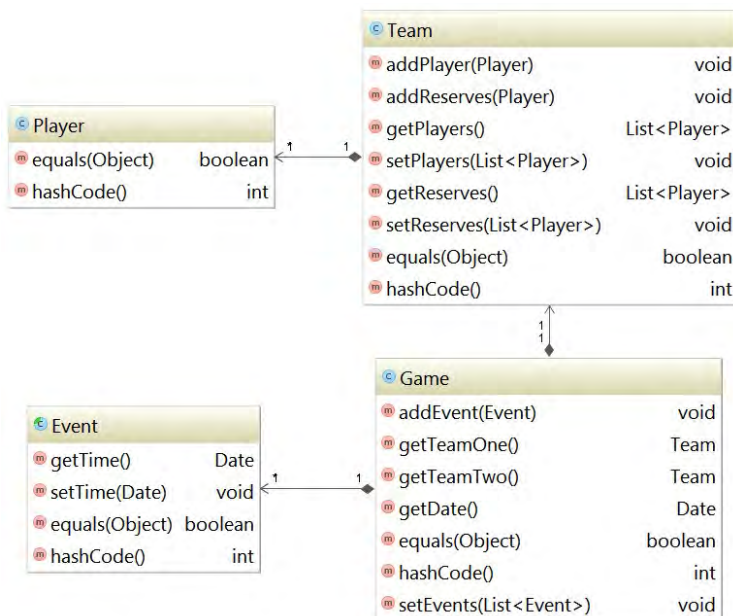 Team
addPlayer(Player) void
addReserves(Player) void
getPlayers() List<Player>
setPlayers(List<Player>) void
getReserves() List<Player>
setReserves(List<Player>) void
equals(Object) boolean
hashCode() int
Player
equals(Object) boolean
hashCode() int
1 1
1
1
Game
addEvent(Event) void
getTeamOne() Team
getTeamTwo() Team
getDate() Date
equals(Object) boolean
hashCode() int
setEvents(List<Event>) void
Event
getTime() Date
setTime(Date) void
equals(Object) boolean
hashCode() int
1 1